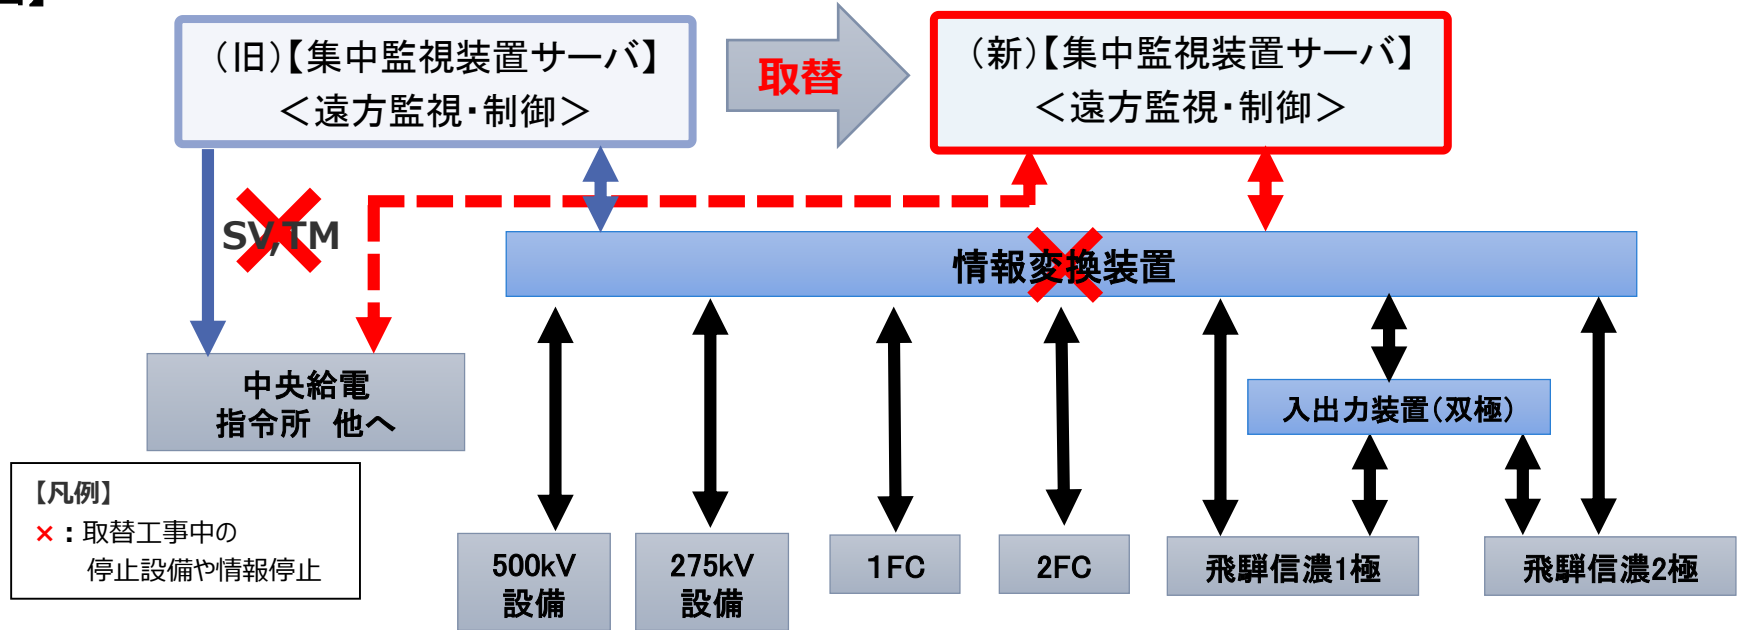 (旧)【集中監視装置サーバ】
＜遠方監視・制御＞
取替
(新)【集中監視装置サーバ】
＜遠方監視・制御＞
SV,TM
情報変換装置
中央給電
指令所 他へ
入出力装置(双極)
【凡例】
×：取替工事中の
停止設備や情報停止
500kV
設備
275kV
設備
1FC
2FC
飛騨信濃1極
飛騨信濃2極